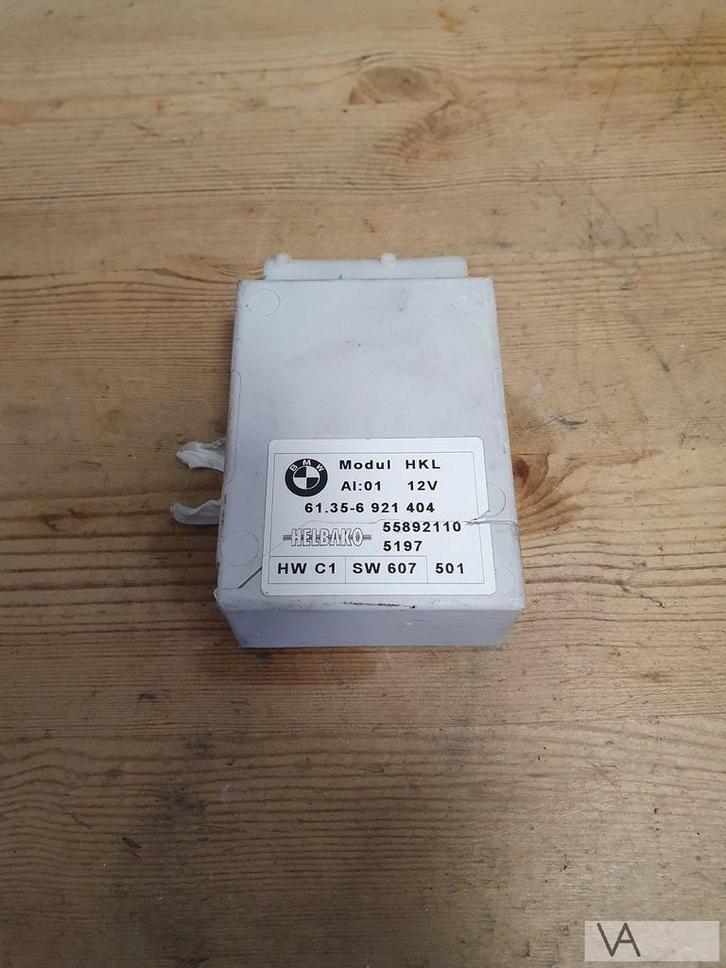 BMW
Modul HKL
AI:01 12V
61.35-6 921 404
HELBAKO 55892110
5197
HW C1 SW 607 501
VA